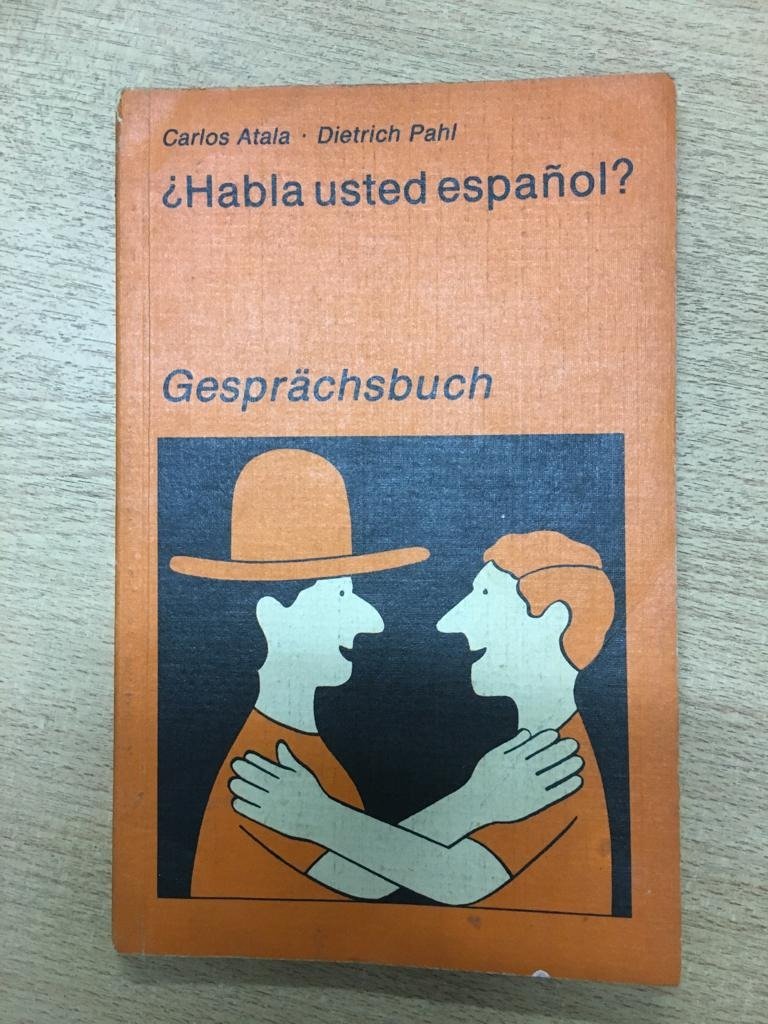 Carlos Atala · Dietrich Pahl
¿Habla usted español?
Gesprächsbuch